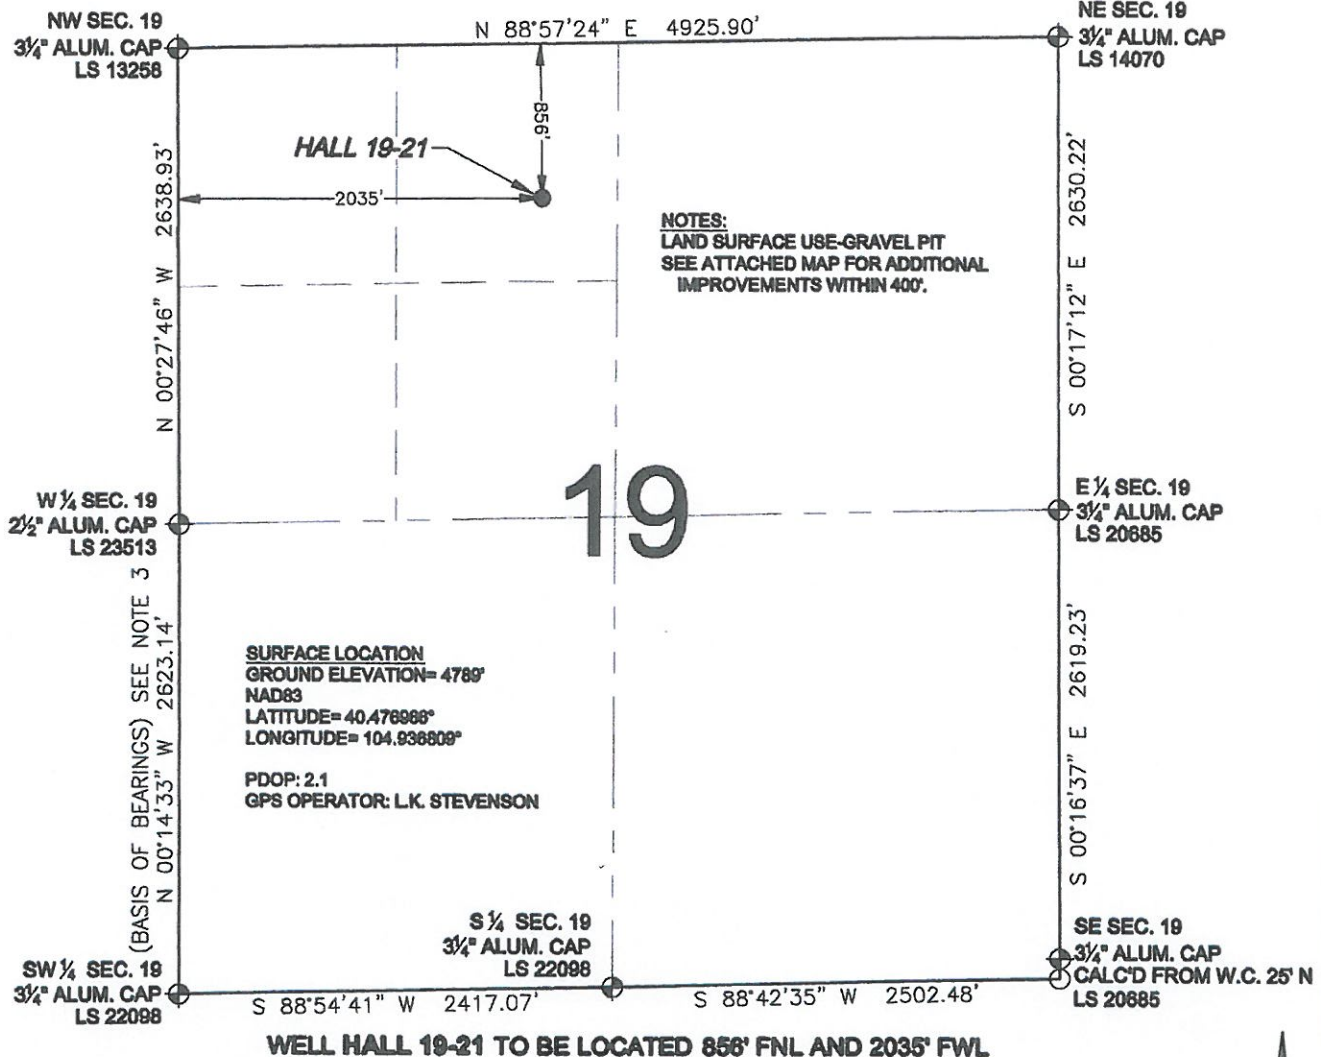 NW SEC. 19
3¼" ALUM. CAP
LS 13258
N 88°57'24" E 4925.90'
NE SEC. 19
3¼" ALUM. CAP
LS 14070
856'
HALL 19-21
2035'
N 00°27'46" W 2638.93'
S 00°17'12" E 2630.22'
NOTES:
LAND SURFACE USE-GRAVEL PIT
SEE ATTACHED MAP FOR ADDITIONAL
IMPROVEMENTS WITHIN 400'.
19
W ¼ SEC. 19
2½" ALUM. CAP
LS 23513
E ¼ SEC. 19
3¼" ALUM. CAP
LS 20685
(BASIS OF BEARINGS) SEE NOTE 3
N 00°14'33" W 2623.14'
SURFACE LOCATION
GROUND ELEVATION= 4789'
NAD83
LATITUDE= 40.476988°
LONGITUDE= 104.936809°
PDOP: 2.1
GPS OPERATOR: L.K. STEVENSON
S 00°16'37" E 2619.23'
S ¼ SEC. 19
3¼" ALUM. CAP
LS 22098
SE SEC. 19
3¼" ALUM. CAP
CALC'D FROM W.C. 25' N
LS 20685
SW ¼ SEC. 19
3¼" ALUM. CAP
LS 22098
S 88°54'41" W 2417.07'
S 88°42'35" W 2502.48'
WELL HALL 19-21 TO BE LOCATED 856' FNL AND 2035' FWL